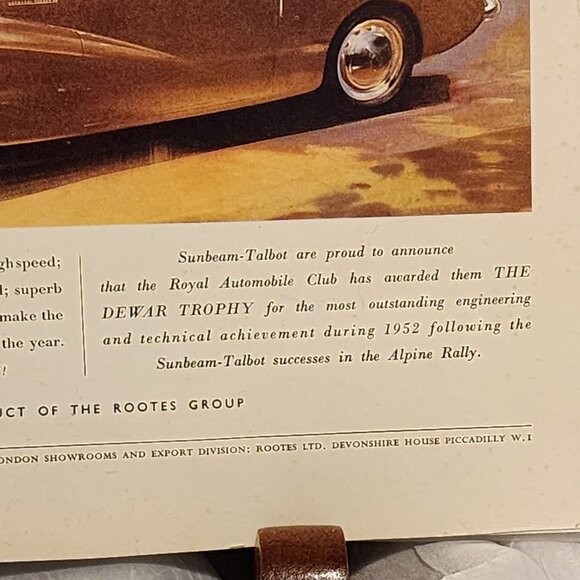 gh speed;
; superb
make the
the year.
!
Sunbeam-Talbot are proud to announce
that the Royal Automobile Club has awarded them THE
DEWAR TROPHY for the most outstanding engineering
and technical achievement during 1952 following the
Sunbeam-Talbot successes in the Alpine Rally.
UCT OF THE ROOTES GROUP
ONDON SHOWROOMS AND EXPORT DIVISION: ROOTES LTD. DEVONSHIRE HOUSE PICCADILLY W.1